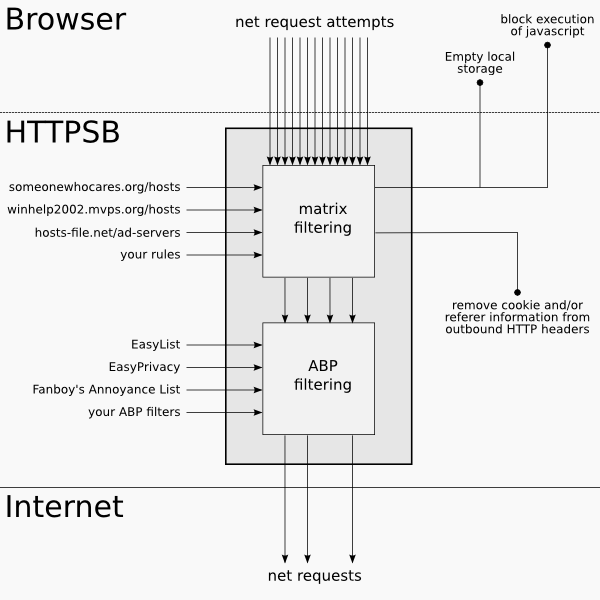 Browser
net request attempts
block execution
of javascript
Empty local
storage
HTTPSB
someonewhocares.org/hosts
winhelp2002.mvps.org/hosts
hosts-file.net/ad-servers
your rules
matrix
filtering
remove cookie and/or
referer information from
outbound HTTP headers
EasyList
EasyPrivacy
Fanboy's Annoyance List
your ABP filters
ABP
filtering
Internet
net requests